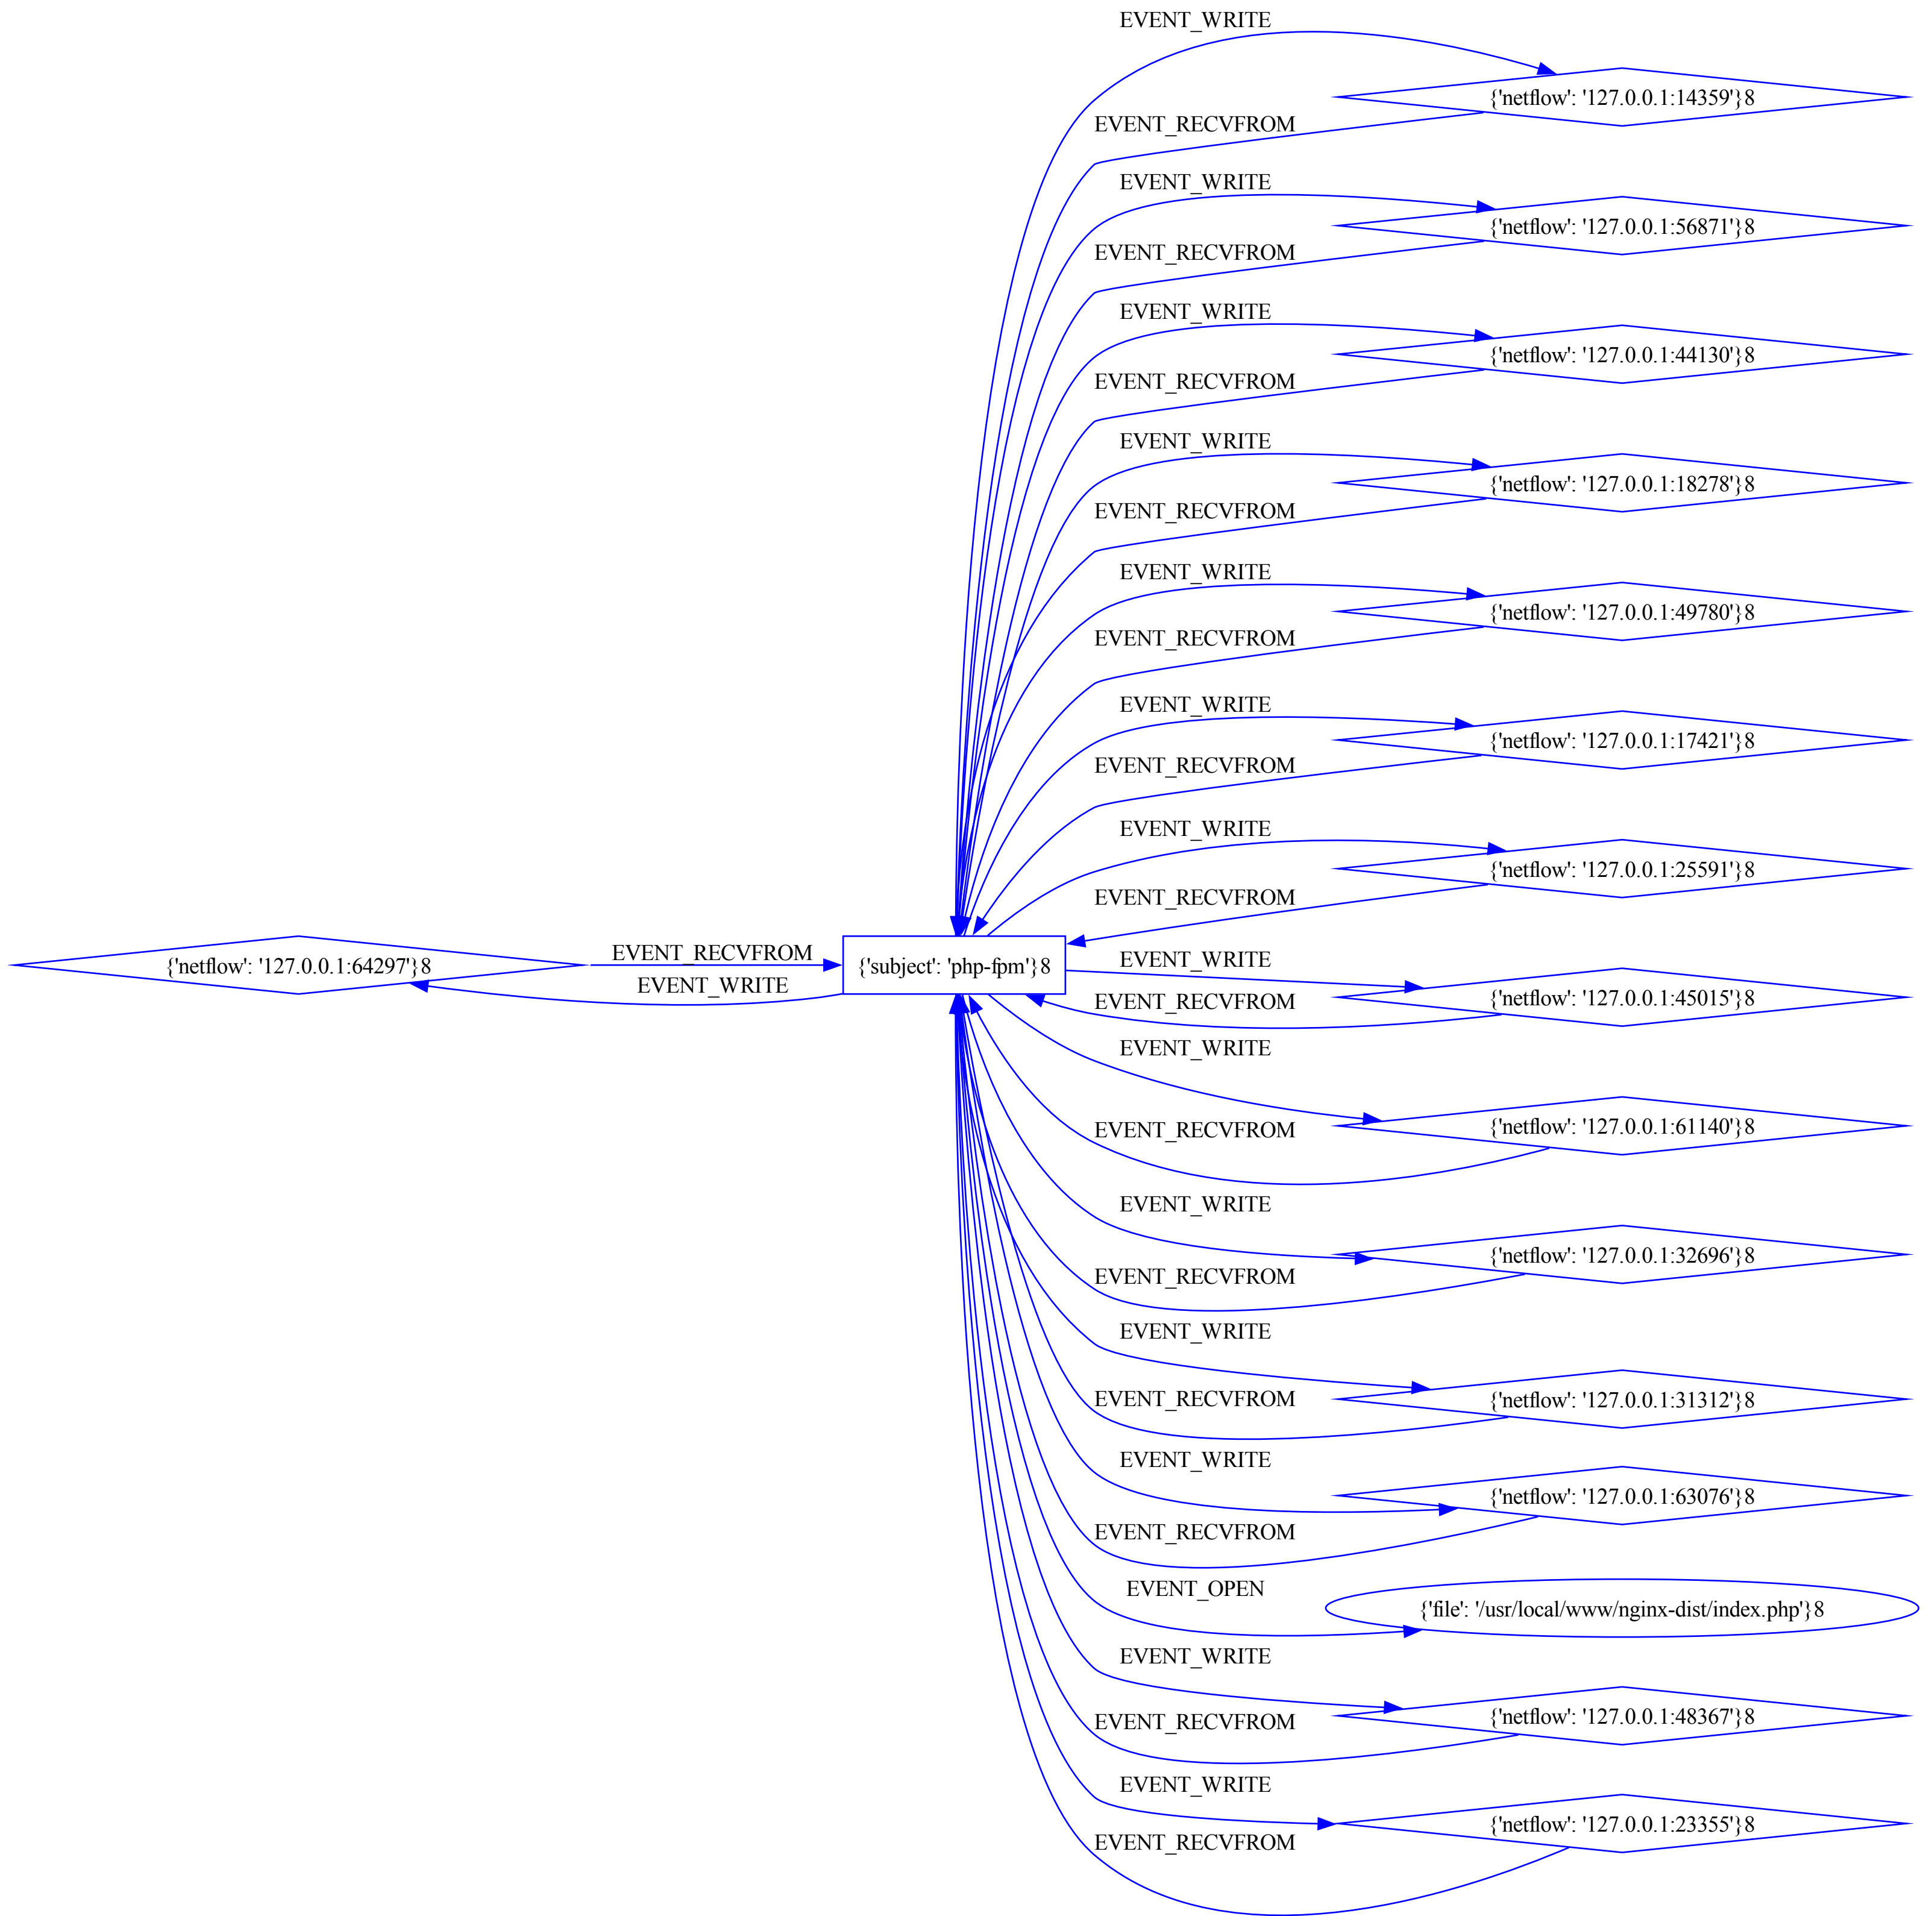 EVENT_WRITE
{'netflow': '127.0.0.1:14359'}8
EVENT_RECVFROM
EVENT_WRITE
{'netflow': '127.0.0.1:56871'}8
EVENT_RECVFROM
EVENT_WRITE
{'netflow': '127.0.0.1:44130'}8
EVENT_RECVFROM
EVENT_WRITE
{'netflow': '127.0.0.1:18278'}8
EVENT_RECVFROM
EVENT_WRITE
{'netflow': '127.0.0.1:49780'}8
EVENT_RECVFROM
EVENT_WRITE
{'netflow': '127.0.0.1:17421'}8
EVENT_RECVFROM
EVENT_WRITE
{'netflow': '127.0.0.1:25591'}8
EVENT_RECVFROM
{'netflow': '127.0.0.1:64297'}8
EVENT_RECVFROM
EVENT_WRITE
{'subject': 'php-fpm'}8
EVENT_WRITE
{'netflow': '127.0.0.1:45015'}8
EVENT_RECVFROM
EVENT_WRITE
{'netflow': '127.0.0.1:61140'}8
EVENT_RECVFROM
EVENT_WRITE
{'netflow': '127.0.0.1:32696'}8
EVENT_RECVFROM
EVENT_WRITE
{'netflow': '127.0.0.1:31312'}8
EVENT_RECVFROM
EVENT_WRITE
{'netflow': '127.0.0.1:63076'}8
EVENT_RECVFROM
EVENT_OPEN
{'file': '/usr/local/www/nginx-dist/index.php'}8
EVENT_WRITE
{'netflow': '127.0.0.1:48367'}8
EVENT_RECVFROM
EVENT_WRITE
{'netflow': '127.0.0.1:23355'}8
EVENT_RECVFROM